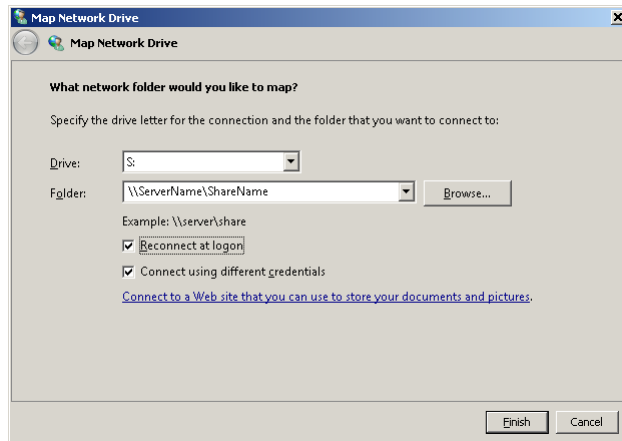 Map Network Drive
Map Network Drive
What network folder would you like to map?
Specify the drive letter for the connection and the folder that you want to connect to:
Drive: S:
Folder: \\ServerName\ShareName Browse...
Example: \\server\share
Reconnect at logon
Connect using different credentials
Connect to a Web site that you can use to store your documents and pictures.
Finish Cancel